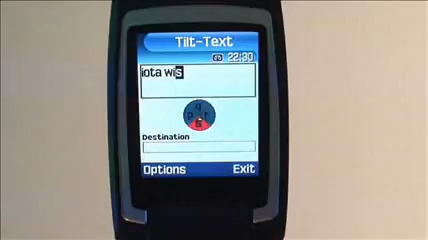 Tilt-Text
22:30
iota wis
q
p r
s
Destination
Options Exit